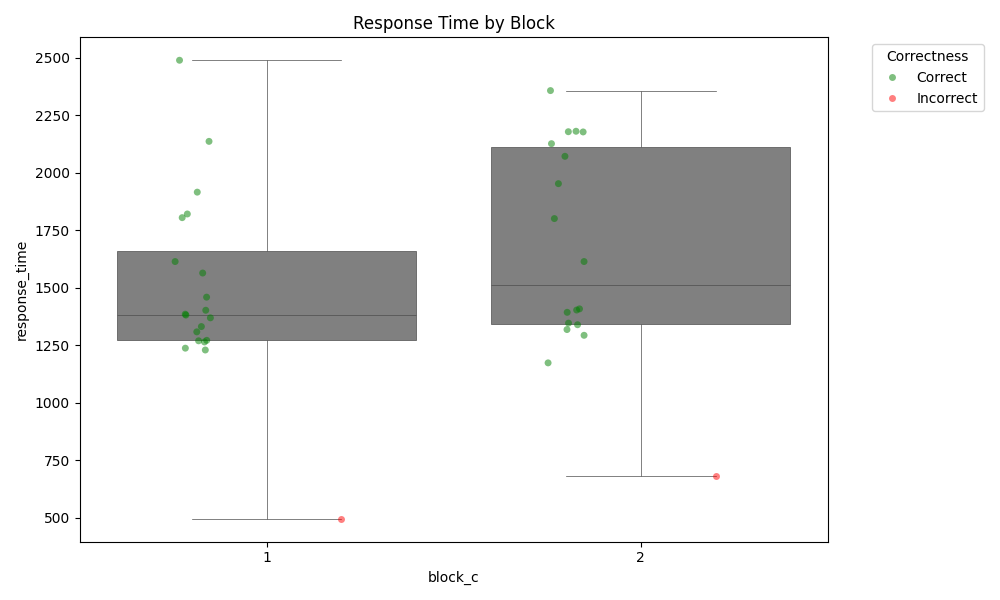 Response Time by Block
Correctness
Correct
Incorrect
response_time
2500
2250
2000
1750
1500
1250
1000
750
500
1
2
block_c